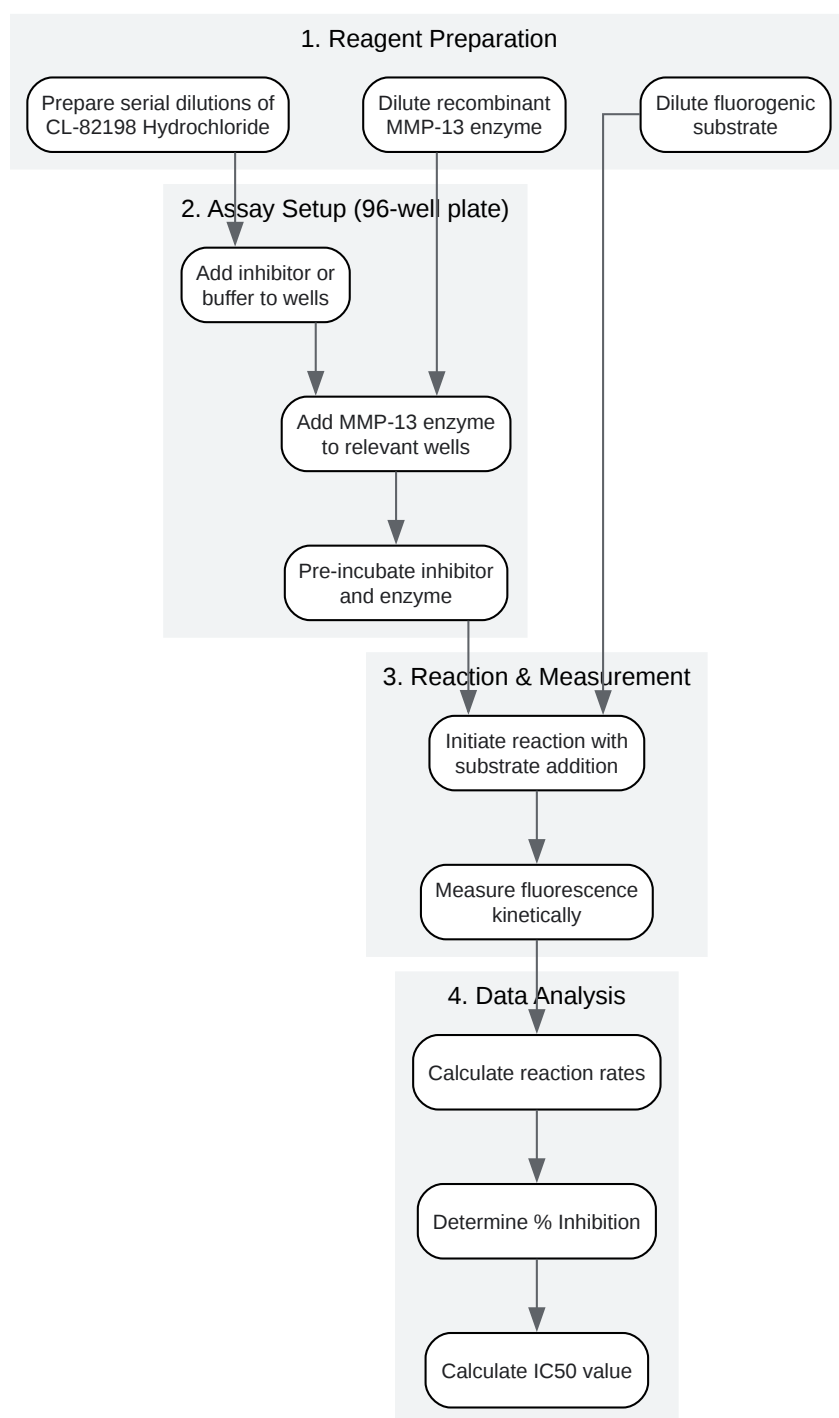 1. Reagent Preparation
Prepare serial dilutions of
CL-82198 Hydrochloride
Dilute recombinant
MMP-13 enzyme
Dilute fluorogenic
substrate
2. Assay Setup (96-well plate)
Add inhibitor or
buffer to wells
Add MMP-13 enzyme
to relevant wells
Pre-incubate inhibitor
and enzyme
3. Reaction & Measurement
Initiate reaction with
substrate addition
Measure fluorescence
kinetically
4. Data Analysis
Calculate reaction rates
Determine % Inhibition
Calculate IC50 value